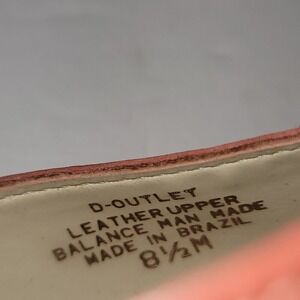 D-OUTLET
LEATHER UPPER
BALANCE MAN MADE
MADE IN BRAZIL
8½M